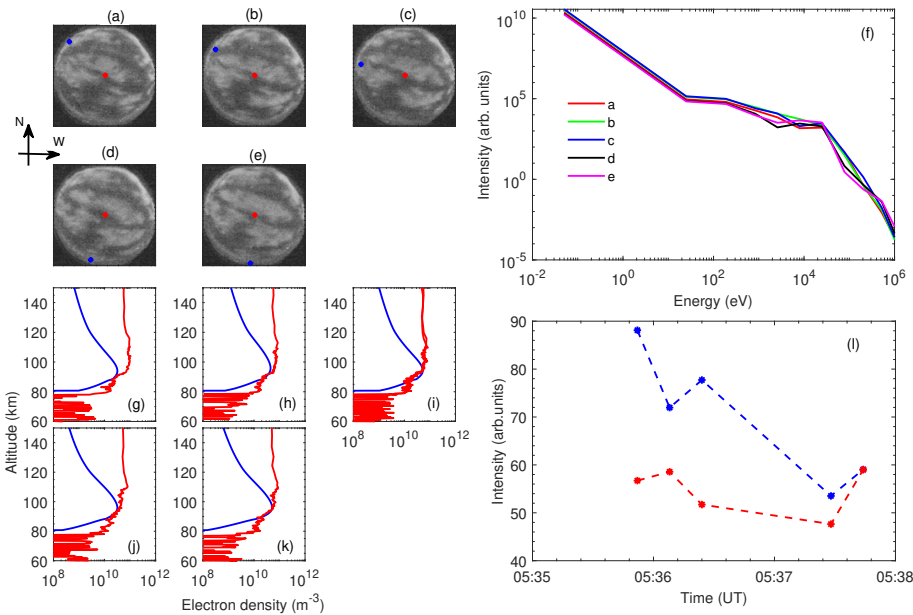 (a)
(b)
(c)
N
W
(d)
(e)
(f)
10^10
10^5
10^0
10^-5
Intensity (arb. units)
a
b
c
d
e
10^-2
10^0
10^2
10^4
10^6
Energy (eV)
140
120
100
80
60
(g)
(h)
(i)
10^8
10^10
10^12
Altitude (km)
140
120
100
80
60
(j)
(k)
10^8
10^10
10^12
10^8
10^10
10^12
Electron density (m^-3)
90
80
70
60
50
40
Intensity (arb.units)
(l)
05:35
05:36
05:37
05:38
Time (UT)